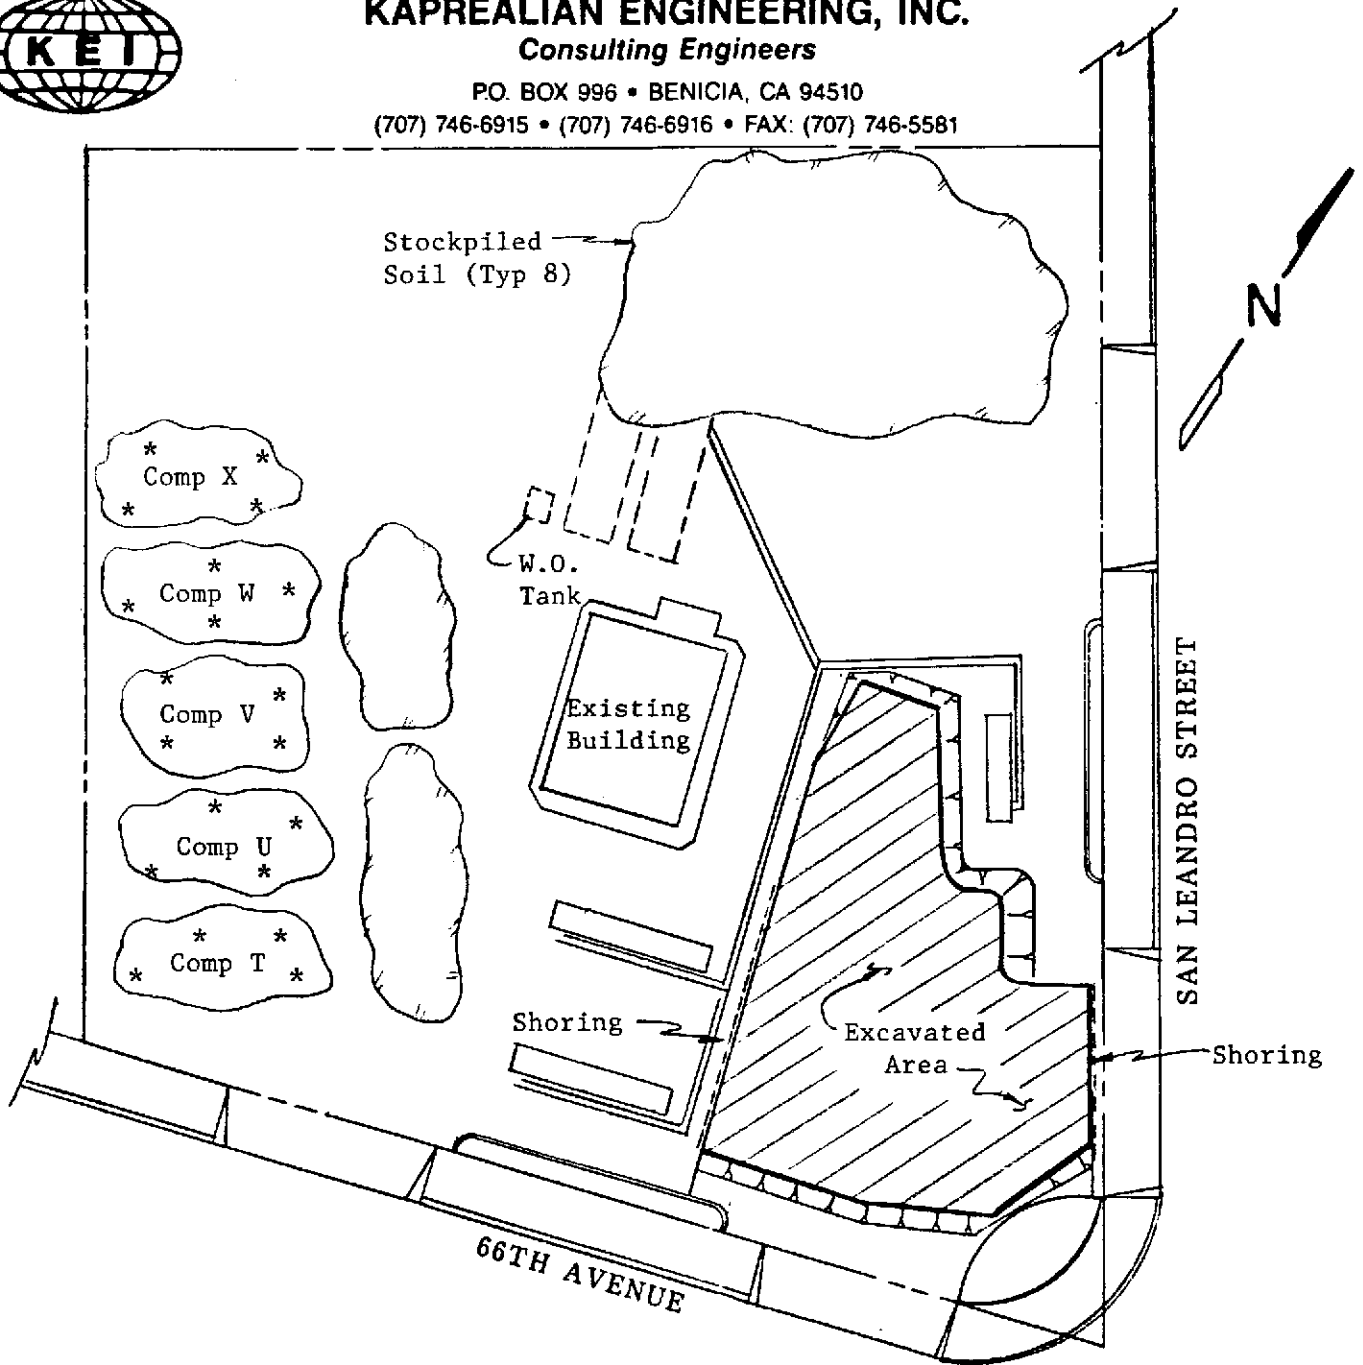 KAPREALIAN ENGINEERING, INC.
KEI
Consulting Engineers
P.O. BOX 996 • BENICIA, CA 94510
(707) 746-6915 • (707) 746-6916 • FAX: (707) 746-5581
Stockpiled
Soil (Typ 8)
N
Comp X
W.O.
Tank
Comp W
Existing
Building
Comp V
Comp U
Comp T
SAN LEANDRO STREET
Shoring
Excavated
Area
Shoring
66TH AVENUE